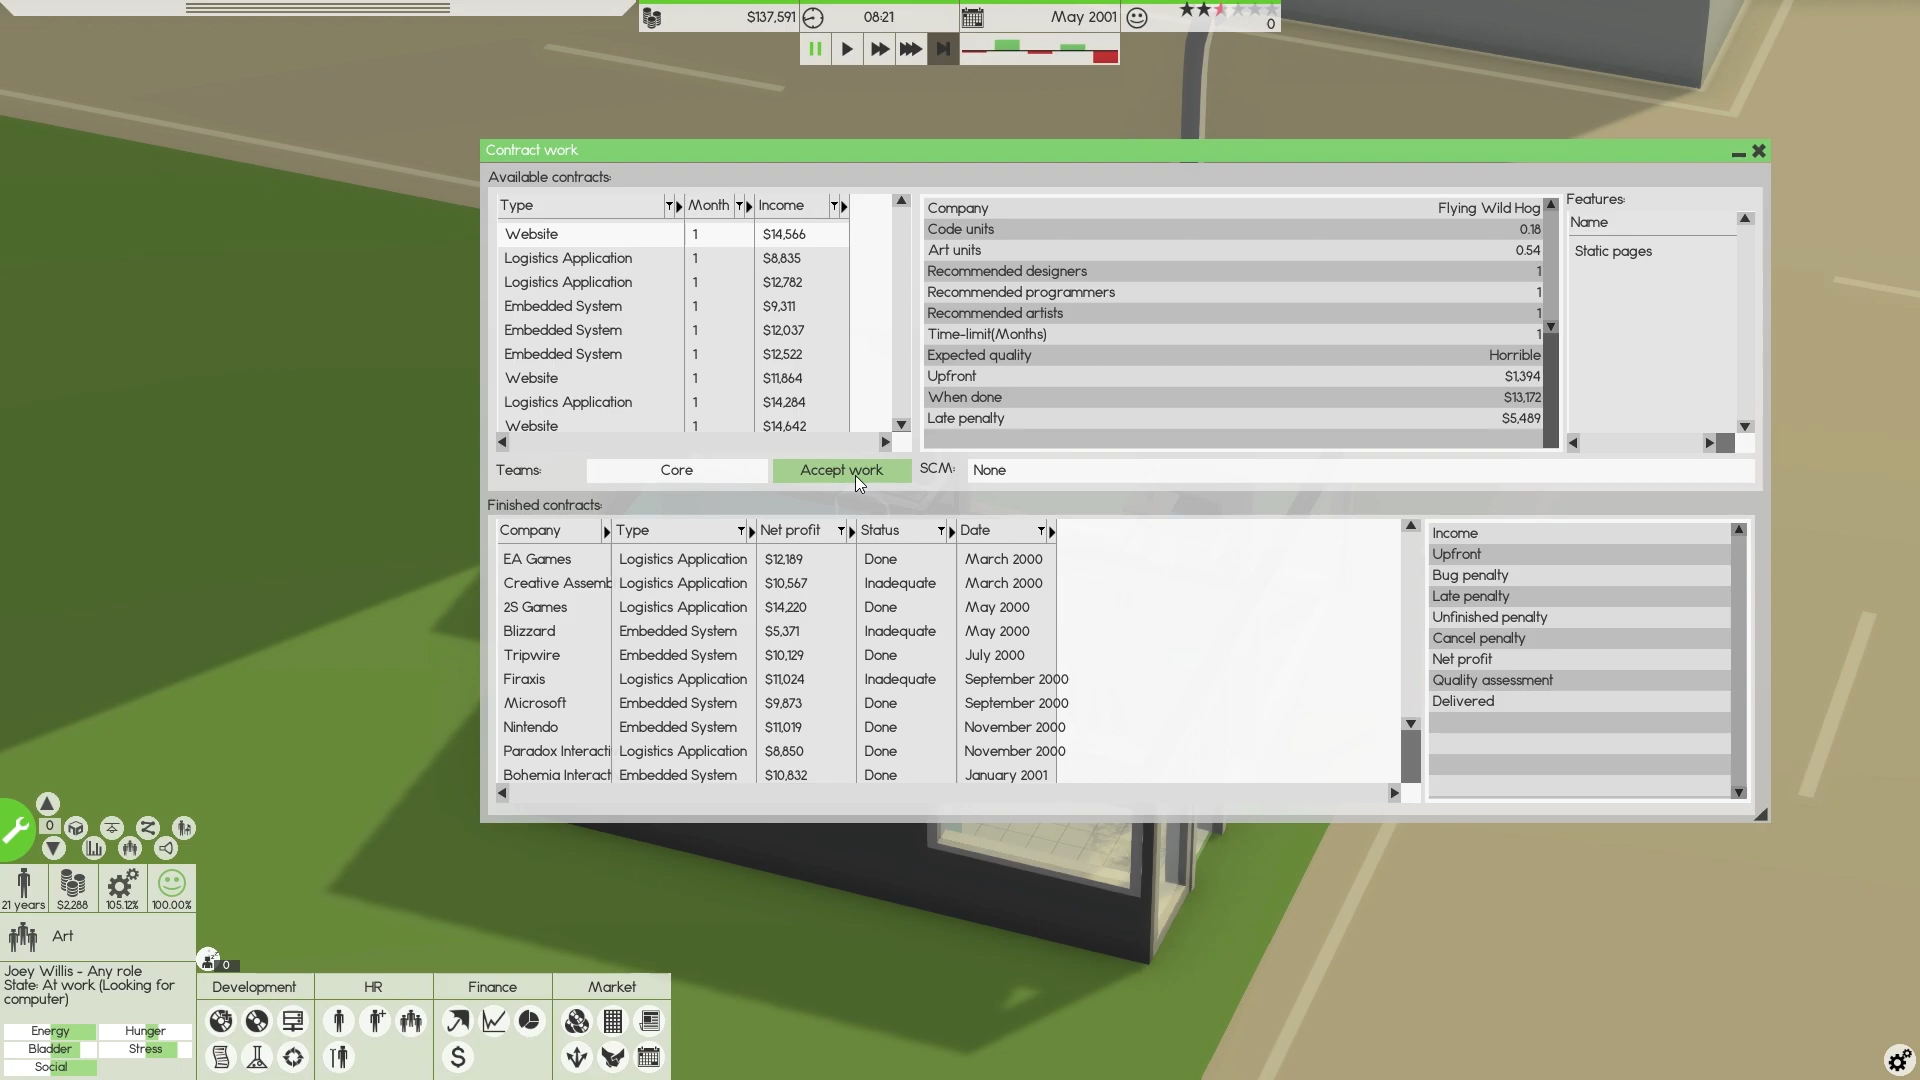 $137,591 08:21 May 2001 0
Contract work
Available contracts:
Type Month Income
Website 1 $14,566
Logistics Application 1 $8,835
Logistics Application 1 $12,782
Embedded System 1 $9,311
Embedded System 1 $12,037
Embedded System 1 $12,522
Website 1 $11,864
Logistics Application 1 $14,284
Website 1 $14,642
Company Flying Wild Hog
Code units 0.18
Art units 0.54
Recommended designers 1
Recommended programmers 1
Recommended artists 1
Time-limit(Months) 1
Expected quality Horrible
Upfront $1,394
When done $13,172
Late penalty $5,489
Features:
Name
Static pages
Teams: Core Accept work SCM: None
Finished contracts:
Company Type Net profit Status Date
EA Games Logistics Application $12,189 Done March 2000
Creative Assemb Logistics Application $10,567 Inadequate March 2000
2S Games Logistics Application $14,220 Done May 2000
Blizzard Embedded System $5,371 Inadequate May 2000
Tripwire Embedded System $10,129 Done July 2000
Firaxis Logistics Application $11,024 Inadequate September 2000
Microsoft Embedded System $9,873 Done September 2000
Nintendo Embedded System $11,019 Done November 2000
Paradox Interacti Logistics Application $8,850 Done November 2000
Bohemia Interact Embedded System $10,832 Done January 2001
Income
Upfront
Bug penalty
Late penalty
Unfinished penalty
Cancel penalty
Net profit
Quality assessment
Delivered
0
21 years $2,288 105.12% 100.00%
Art
Joey Willis - Any role
State: At work (Looking for
computer)
Energy Hunger
Bladder Stress
Social
0
Development HR Finance Market